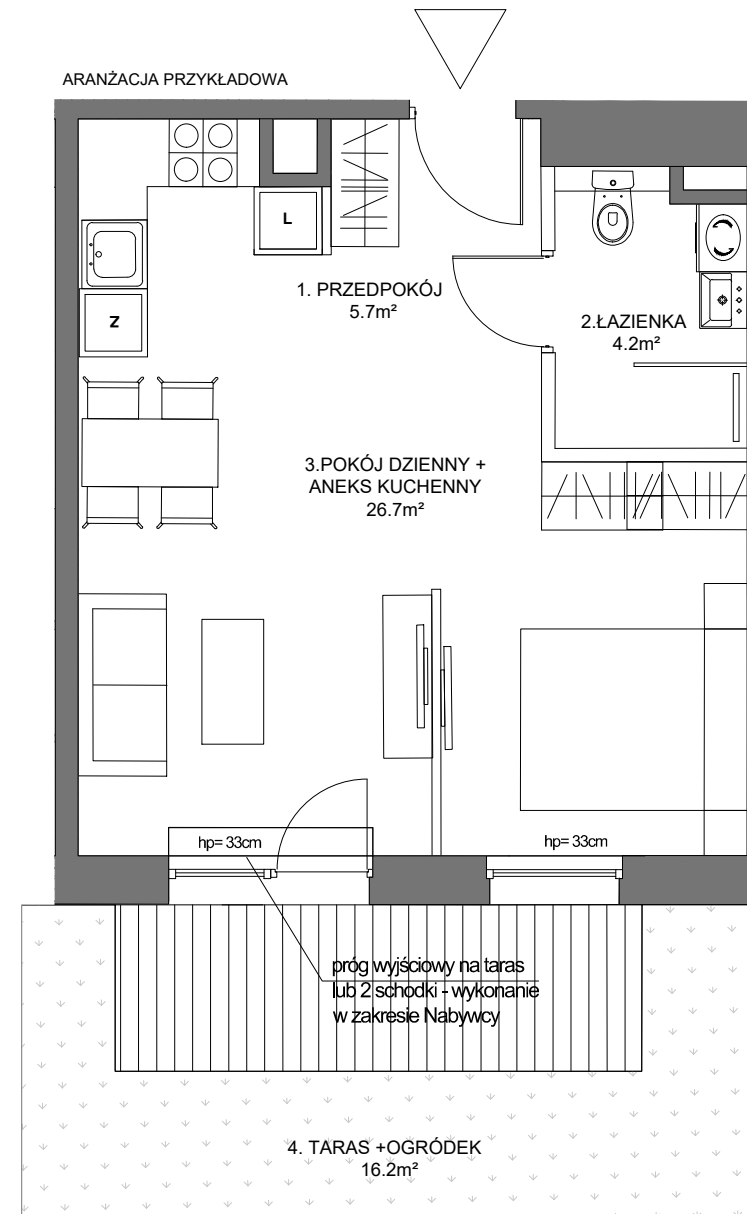 ARANŻACJA PRZYKŁADOWA
L
1. PRZEDPOKÓJ
5.7m²
Z
2.ŁAZIENKA
4.2m²
3.POKÓJ DZIENNY +
ANEKS KUCHENNY
26.7m²
hp= 33cm
hp= 33cm
próg wyjściowy na taras
lub 2 schodki - wykonanie
w zakresie Nabywcy
4. TARAS +OGRÓDEK
16.2m²